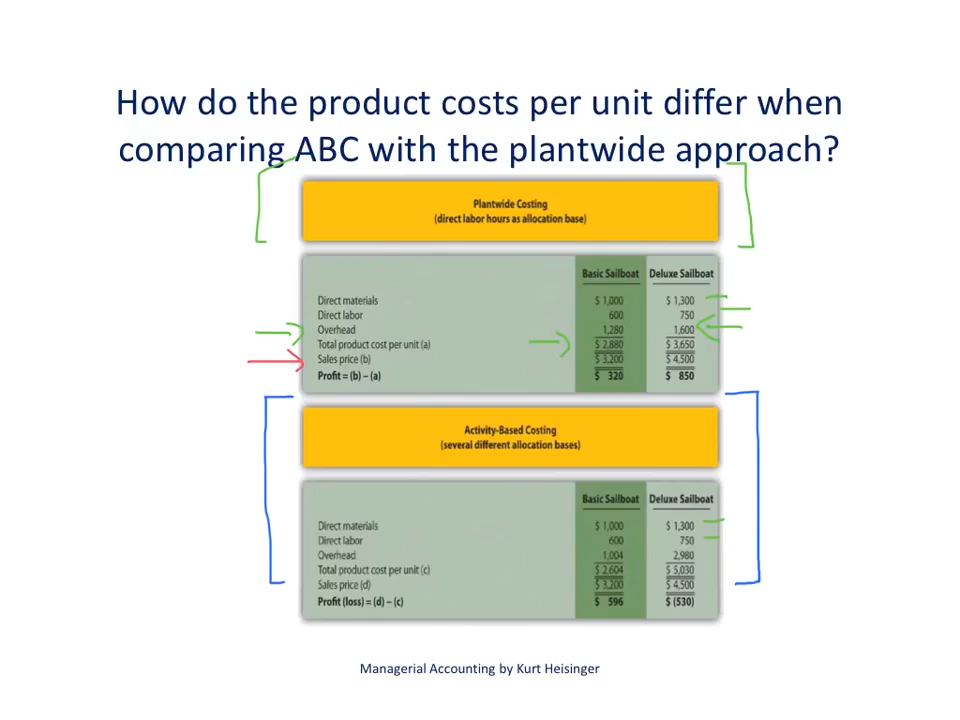 How do the product costs per unit differ when
comparing ABC with the plantwide approach?
Plantwide Costing
(direct labor hours as allocation base)
Basic Sailboat Deluxe Sailboat
Direct materials $ 1,000 $ 1,300
Direct labor 600 750
Overhead 1,280 1,600
Total product cost per unit (a) $ 2,880 $ 3,650
Sales price (b) $ 3,200 $ 4,500
Profit = (b) – (a) $ 320 $ 850
Activity-Based Costing
(several different allocation bases)
Basic Sailboat Deluxe Sailboat
Direct materials $ 1,000 $ 1,300
Direct labor 600 750
Overhead 1,004 2,980
Total product cost per unit (c) $ 2,604 $ 5,030
Sales price (d) $ 3,200 $ 4,500
Profit (loss) = (d) – (c) $ 596 $ (530)
Managerial Accounting by Kurt Heisinger